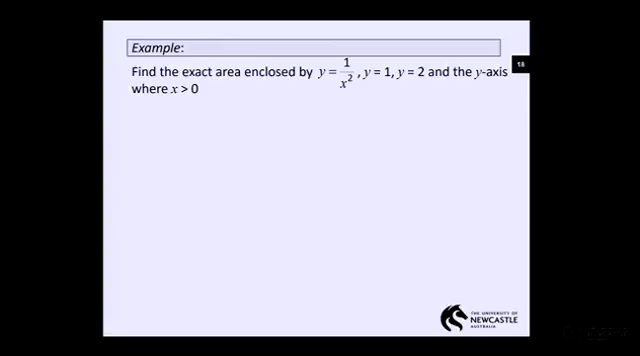 Example:
Find the exact area enclosed by y = 1/x², y = 1, y = 2 and the y-axis
where x > 0
18
THE UNIVERSITY OF
NEWCASTLE
AUSTRALIA